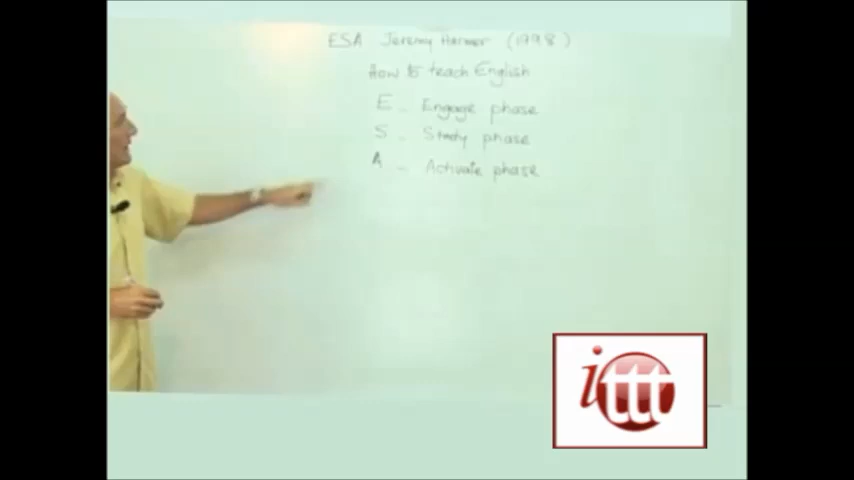 ESA Jeremy Harmer (1998)
How to teach English
E - Engage phase
S - Study phase
A - Activate phase
ittt